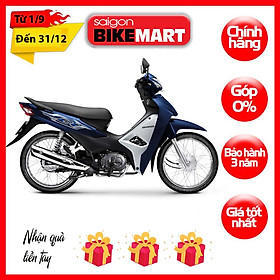 Từ 1/9
Đến 31/12
saigon
BIKEMART
Chính
hãng
Góp
0%
Bảo hành
3 năm
Giá tốt
nhất
Nhận quà
liền tay